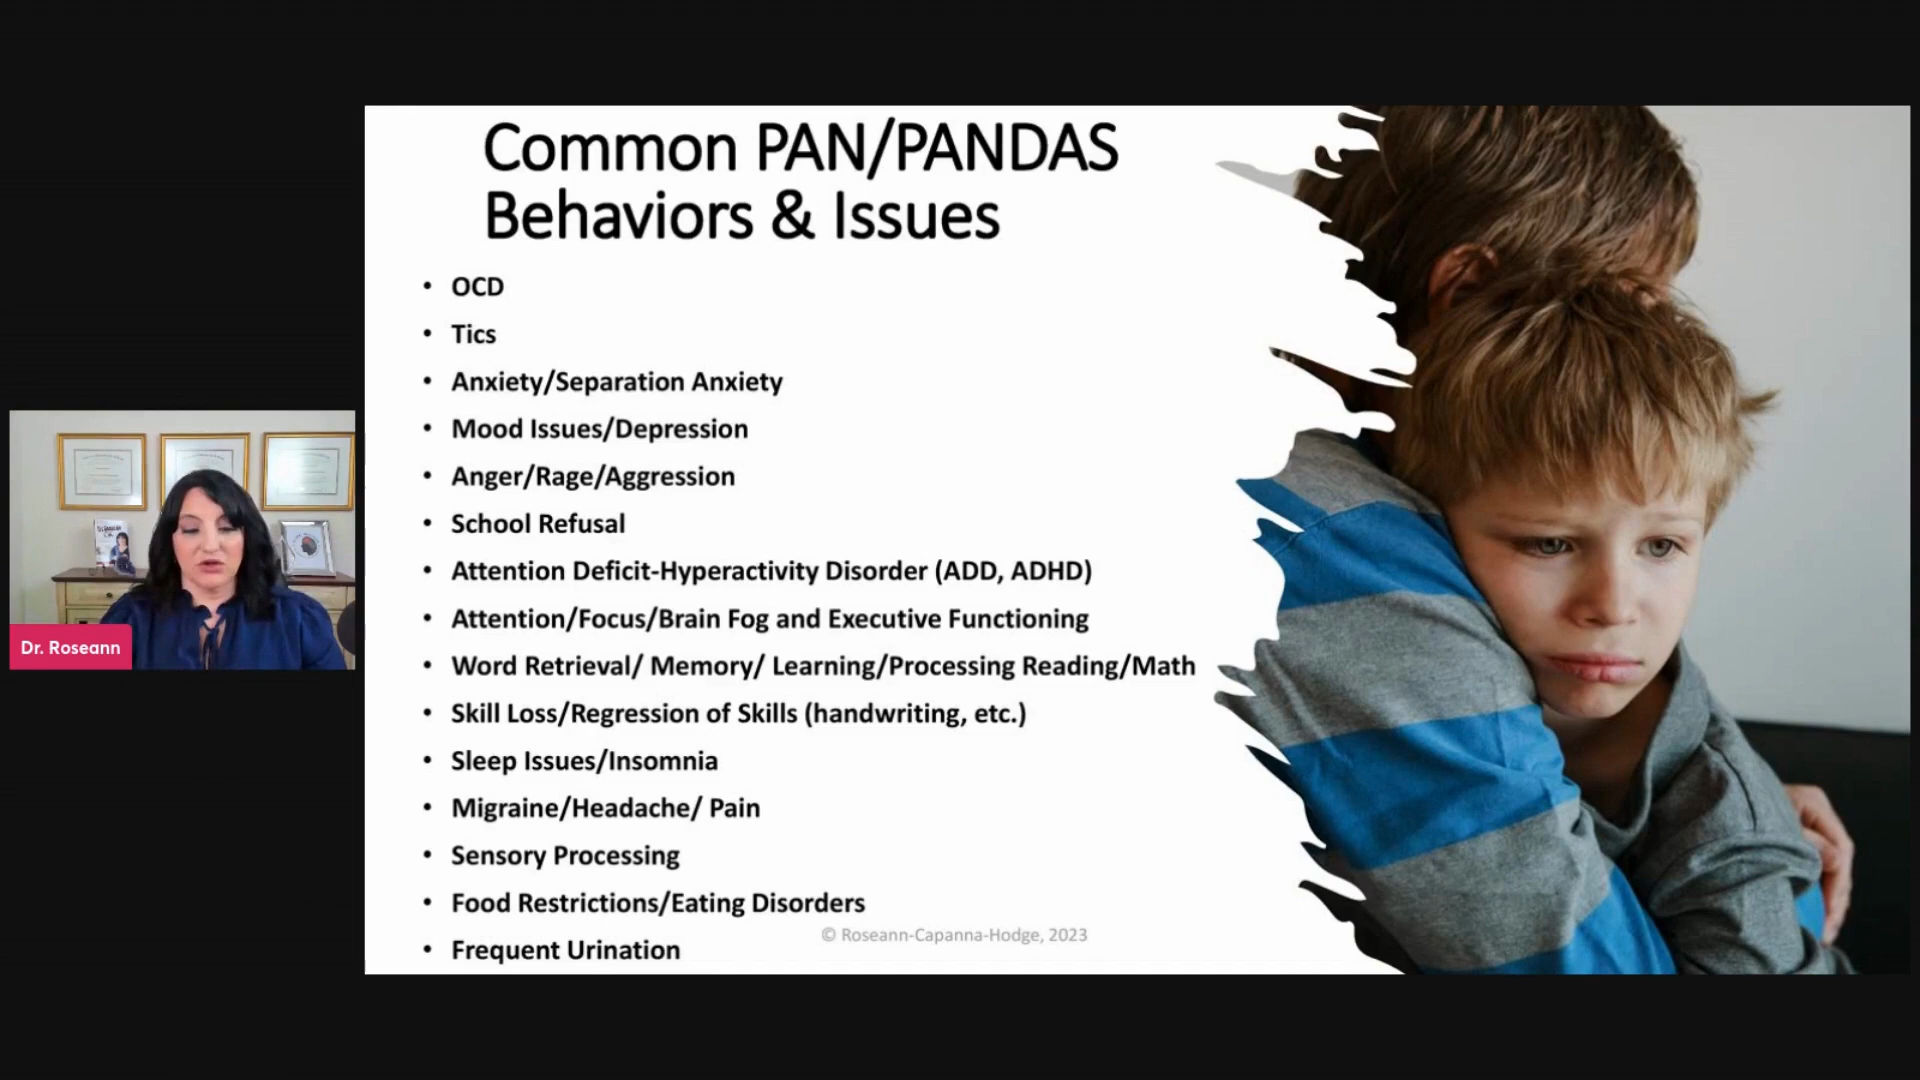 Common PAN/PANDAS
Behaviors & Issues
• OCD
• Tics
• Anxiety/Separation Anxiety
• Mood Issues/Depression
• Anger/Rage/Aggression
• School Refusal
• Attention Deficit-Hyperactivity Disorder (ADD, ADHD)
• Attention/Focus/Brain Fog and Executive Functioning
• Word Retrieval/ Memory/ Learning/Processing Reading/Math
• Skill Loss/Regression of Skills (handwriting, etc.)
• Sleep Issues/Insomnia
• Migraine/Headache/ Pain
• Sensory Processing
• Food Restrictions/Eating Disorders
• Frequent Urination
© Roseann-Capanna-Hodge, 2023
Dr. Roseann